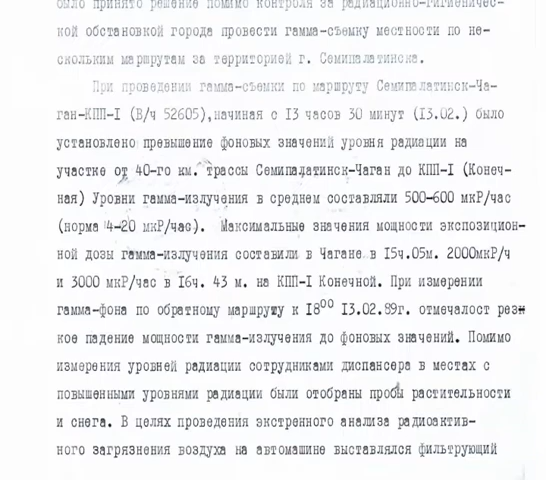 было принято решение помимо контроля за радиационно-гигиеничес-
кой обстановкой города провести гамма-съемку местности по не-
скольким маршрутам за территорией г. Семипалатинска.
При проведении гамма-съемки по маршруту Семипалатинск-Ча-
ган-КПП-I (В/ч 52605),начиная с I3 часов 30 минут (I3.02.) было
установлено превышение фоновых значений уровня радиации на
участке от 40-го км. трассы Семипалатинск-Чаган до КПП-I (Конеч-
ная) Уровни гамма-излучения в среднем составляли 500-600 мкР/час
(норма 4-20 мкР/час). Максимальные значения мощности экспозицион-
ной дозы гамма-излучения составили в Чагане в I5ч.05м. 2000мкР/ч
и 3000 мкР/час в I6ч. 43 м. на КПП-I Конечной. При измерении
гамма-фона по обратному маршруту к I8⁰⁰ I3.02.89г. отмечалост рез
кое падение мощности гамма-излучения до фоновых значений. Помимо
измерения уровней радиации сотрудниками диспансера в местах с
повышенными уровнями радиации были отобраны пробы растительности
и снега. В целях проведения экстренного анализа радиоактив-
ного загрязнения воздуха на автомашине выставлялся фильтрующий